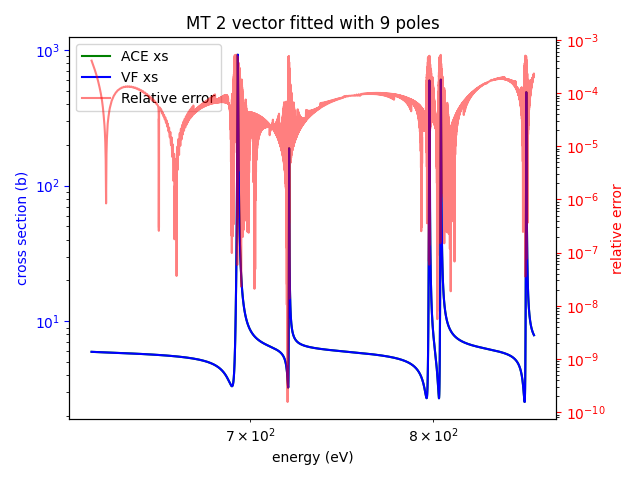 MT 2 vector fitted with 9 poles
ACE xs
VF xs
Relative error
cross section (b)
10³
10²
10¹
10⁻³
10⁻⁴
10⁻⁵
10⁻⁶
10⁻⁷
10⁻⁸
10⁻⁹
10⁻¹⁰
relative error
7 × 10²
8 × 10²
energy (eV)